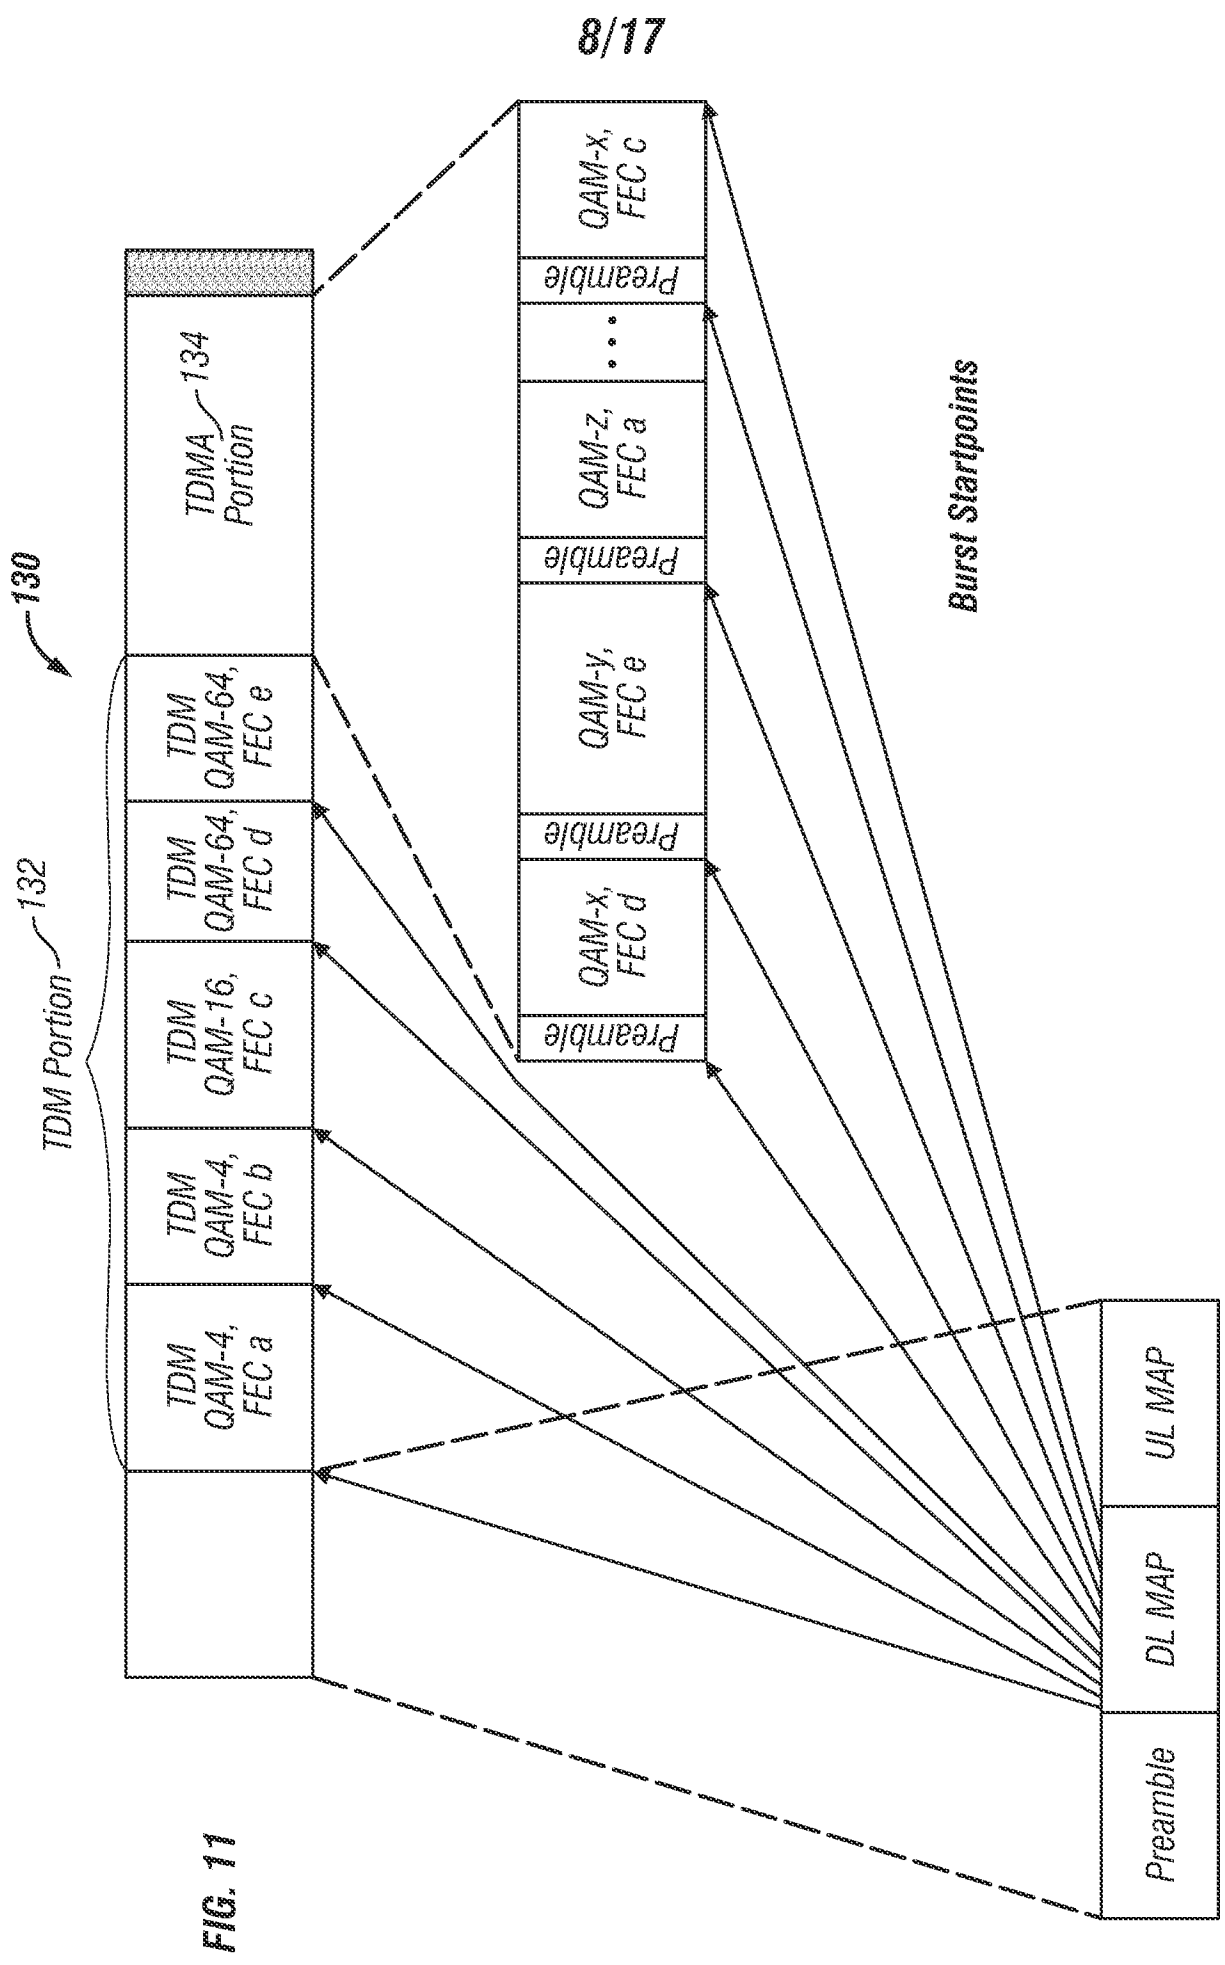 8/17
FIG. 11
130
TDM Portion 132
TDM
QAM-4,
FEC a
TDM
QAM-4,
FEC b
TDM
QAM-16,
FEC c
TDM
QAM-64,
FEC d
TDM
QAM-64,
FEC e
TDMA
Portion
134
Preamble
QAM-x,
FEC d
Preamble
QAM-y,
FEC e
Preamble
QAM-z,
FEC a
...
Preamble
QAM-x,
FEC c
Burst Startpoints
Preamble
DL MAP
UL MAP